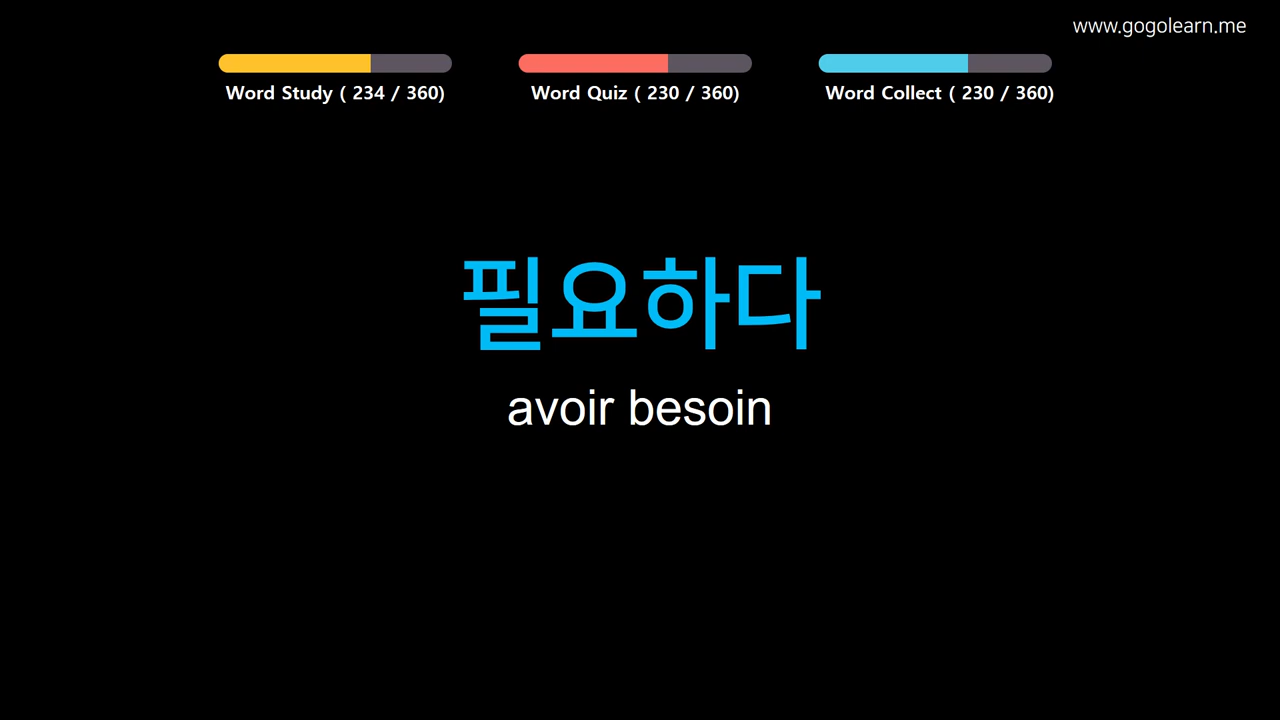 www.gogolearn.me
Word Study ( 234 / 360)
Word Quiz ( 230 / 360)
Word Collect ( 230 / 360)
필요하다
avoir besoin